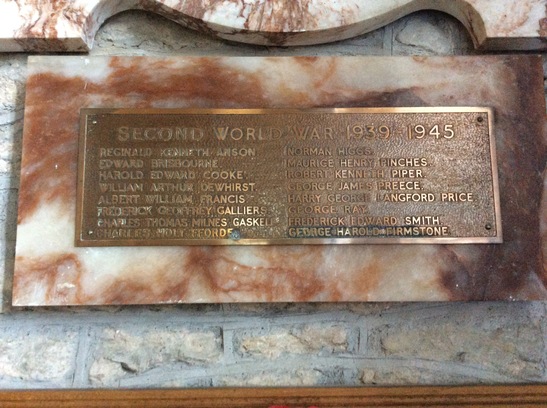 SECOND WORLD WAR 1939-1945
REGINALD KENNETH ANSON
EDWARD BRISBOURNE.
HAROLD EDWARD COOKE.
WILLIAM ARTHUR DEWHIRST.
ALBERT WILLIAM FRANCIS.
FREDERICK GEOFFREY GALLIERS.
CHARLES THOMAS MILNES GASKELL
CHARLES HOLT
NORMAN HIGGS.
MAURICE HENRY PINCHES.
ROBERT KENNETH PIPER.
GEORGE JAMES PREECE.
HARRY GEORGE LANGFORD PRICE.
GEORGE RAY.
FREDERICK EDWARD SMITH.
GEORGE HAROLD FIRMSTONE.